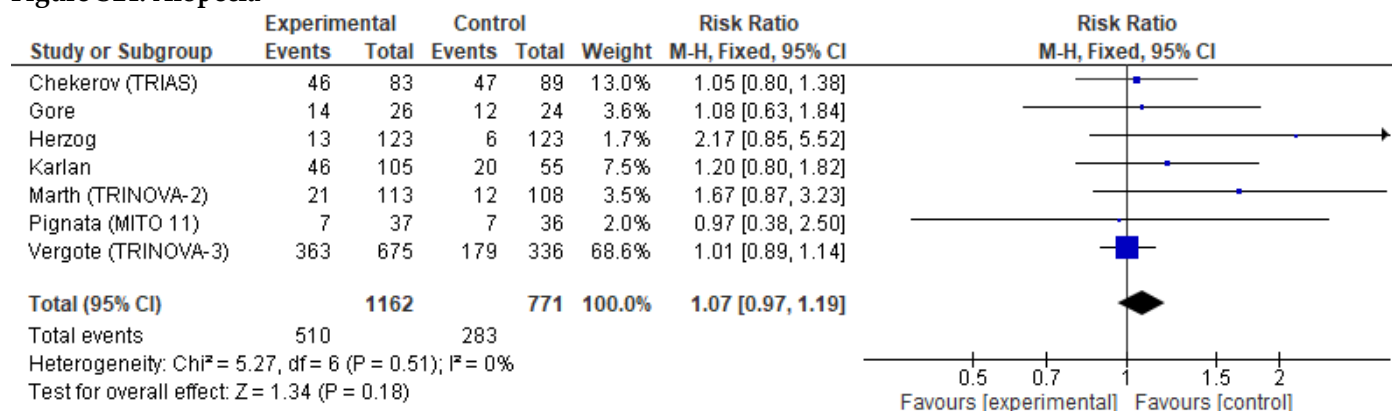 Experimental Control Risk Ratio Risk Ratio
Study or Subgroup Events Total Events Total Weight M-H, Fixed, 95% CI M-H, Fixed, 95% CI
Chekerov (TRIAS) 46 83 47 89 13.0% 1.05 [0.80, 1.38]
Gore 14 26 12 24 3.6% 1.08 [0.63, 1.84]
Herzog 13 123 6 123 1.7% 2.17 [0.85, 5.52]
Karlan 46 105 20 55 7.5% 1.20 [0.80, 1.82]
Marth (TRINOVA-2) 21 113 12 108 3.5% 1.67 [0.87, 3.23]
Pignata (MITO 11) 7 37 7 36 2.0% 0.97 [0.38, 2.50]
Vergote (TRINOVA-3) 363 675 179 336 68.6% 1.01 [0.89, 1.14]
Total (95% CI) 1162 771 100.0% 1.07 [0.97, 1.19]
Total events 510 283
Heterogeneity: Chi² = 5.27, df = 6 (P = 0.51); I² = 0%
Test for overall effect: Z = 1.34 (P = 0.18)
0.5 0.7 1 1.5 2
Favours [experimental] Favours [control]